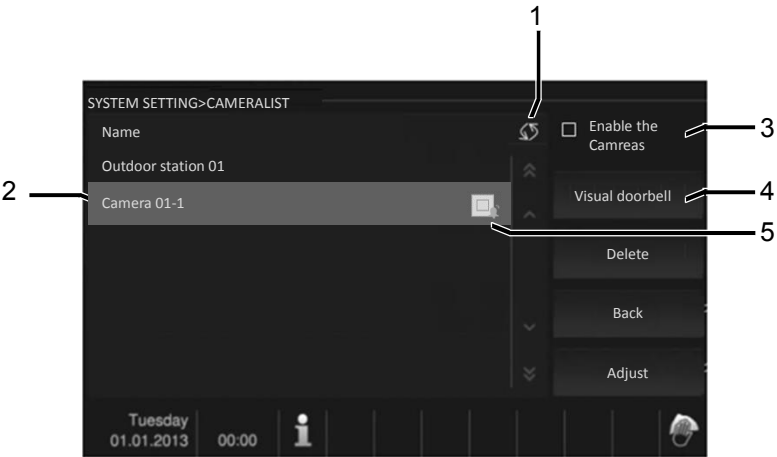 1
SYSTEM SETTING>CAMERALIST
Name
Enable the
Camreas
3
Outdoor station 01
2
Camera 01-1
Visual doorbell
4
5
Delete
Back
Adjust
Tuesday
01.01.2013
00:00
i